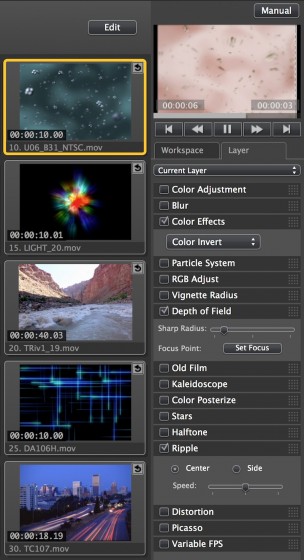 Edit
00:00:10.00
10. U06_B31_NTSC.mov
00:00:10.01
15. LIGHT_20.mov
00:00:40.03
20. TRiv1_19.mov
00:00:10.00
25. DA106H.mov
00:00:18.19
30. TC107.mov
Manual
00:00:06
00:00:03
Workspace
Layer
Current Layer
Color Adjustment
Blur
Color Effects
Color Invert
Particle System
RGB Adjust
Vignette Radius
Depth of Field
Sharp Radius:
Focus Point:
Set Focus
Old Film
Kaleidoscope
Color Posterize
Stars
Halftone
Ripple
Center
Side
Speed:
Distortion
Picasso
Variable FPS